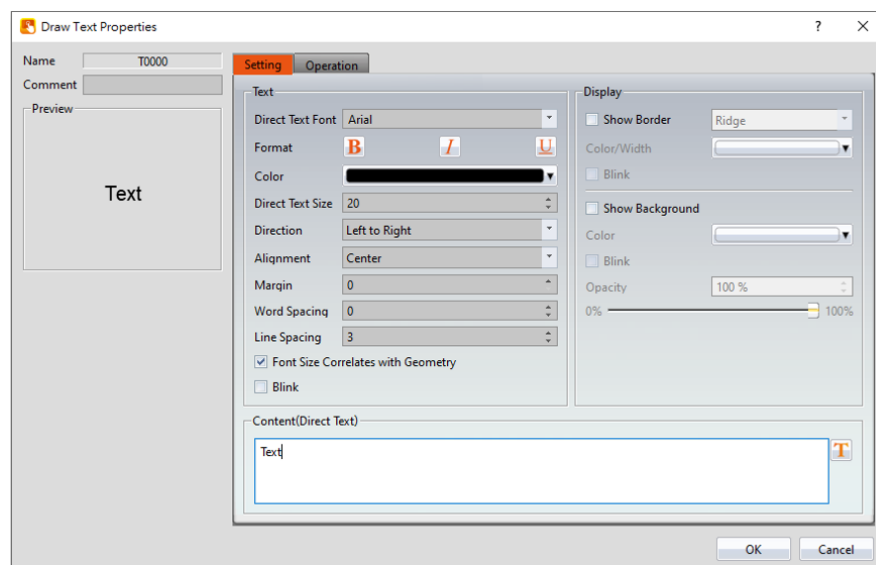 Draw Text Properties
?
Name T0000
Comment
Preview
Text
Setting Operation
Text
Direct Text Font Arial
Format B I U
Color
Direct Text Size 20
Direction Left to Right
Alignment Center
Margin 0
Word Spacing 0
Line Spacing 3
Font Size Correlates with Geometry
Blink
Display
Show Border Ridge
Color/Width
Blink
Show Background
Color
Blink
Opacity 100 %
0% 100%
Content(Direct Text)
Text
T
OK Cancel